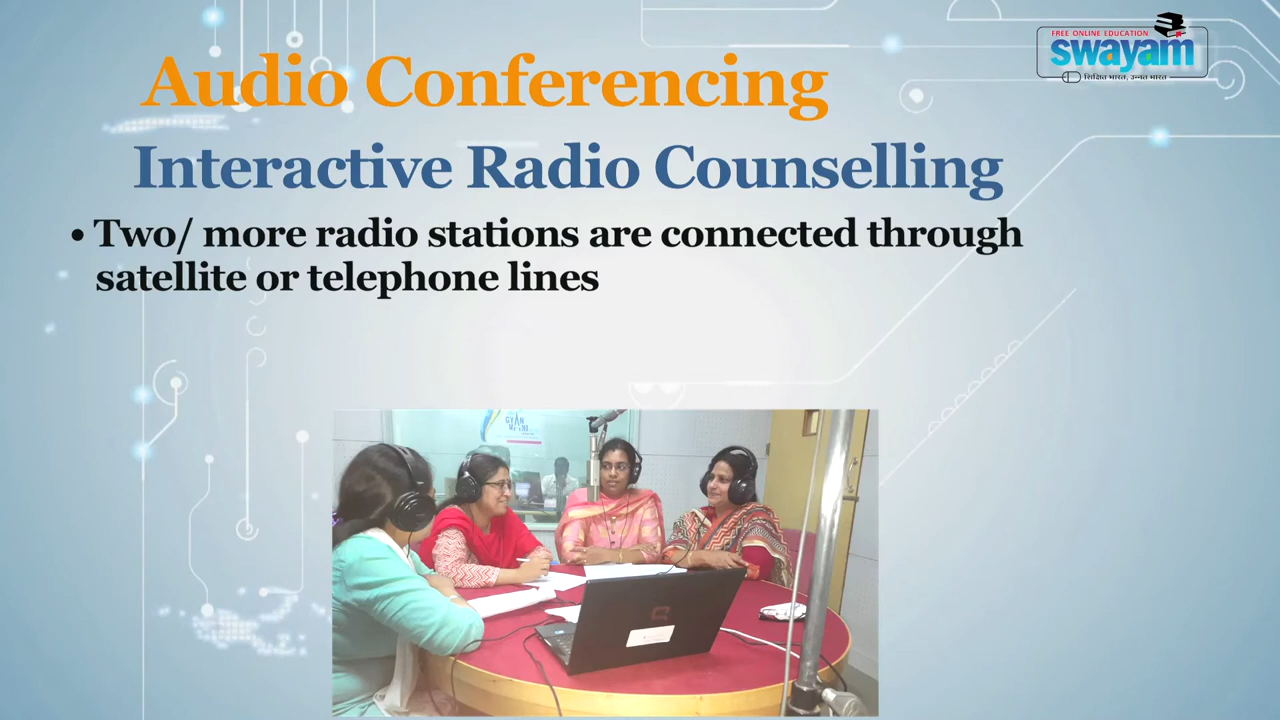 FREE ONLINE EDUCATION
swayam
शिक्षित भारत, उन्नत भारत
Audio Conferencing
Interactive Radio Counselling
• Two/ more radio stations are connected through
satellite or telephone lines
GYAN